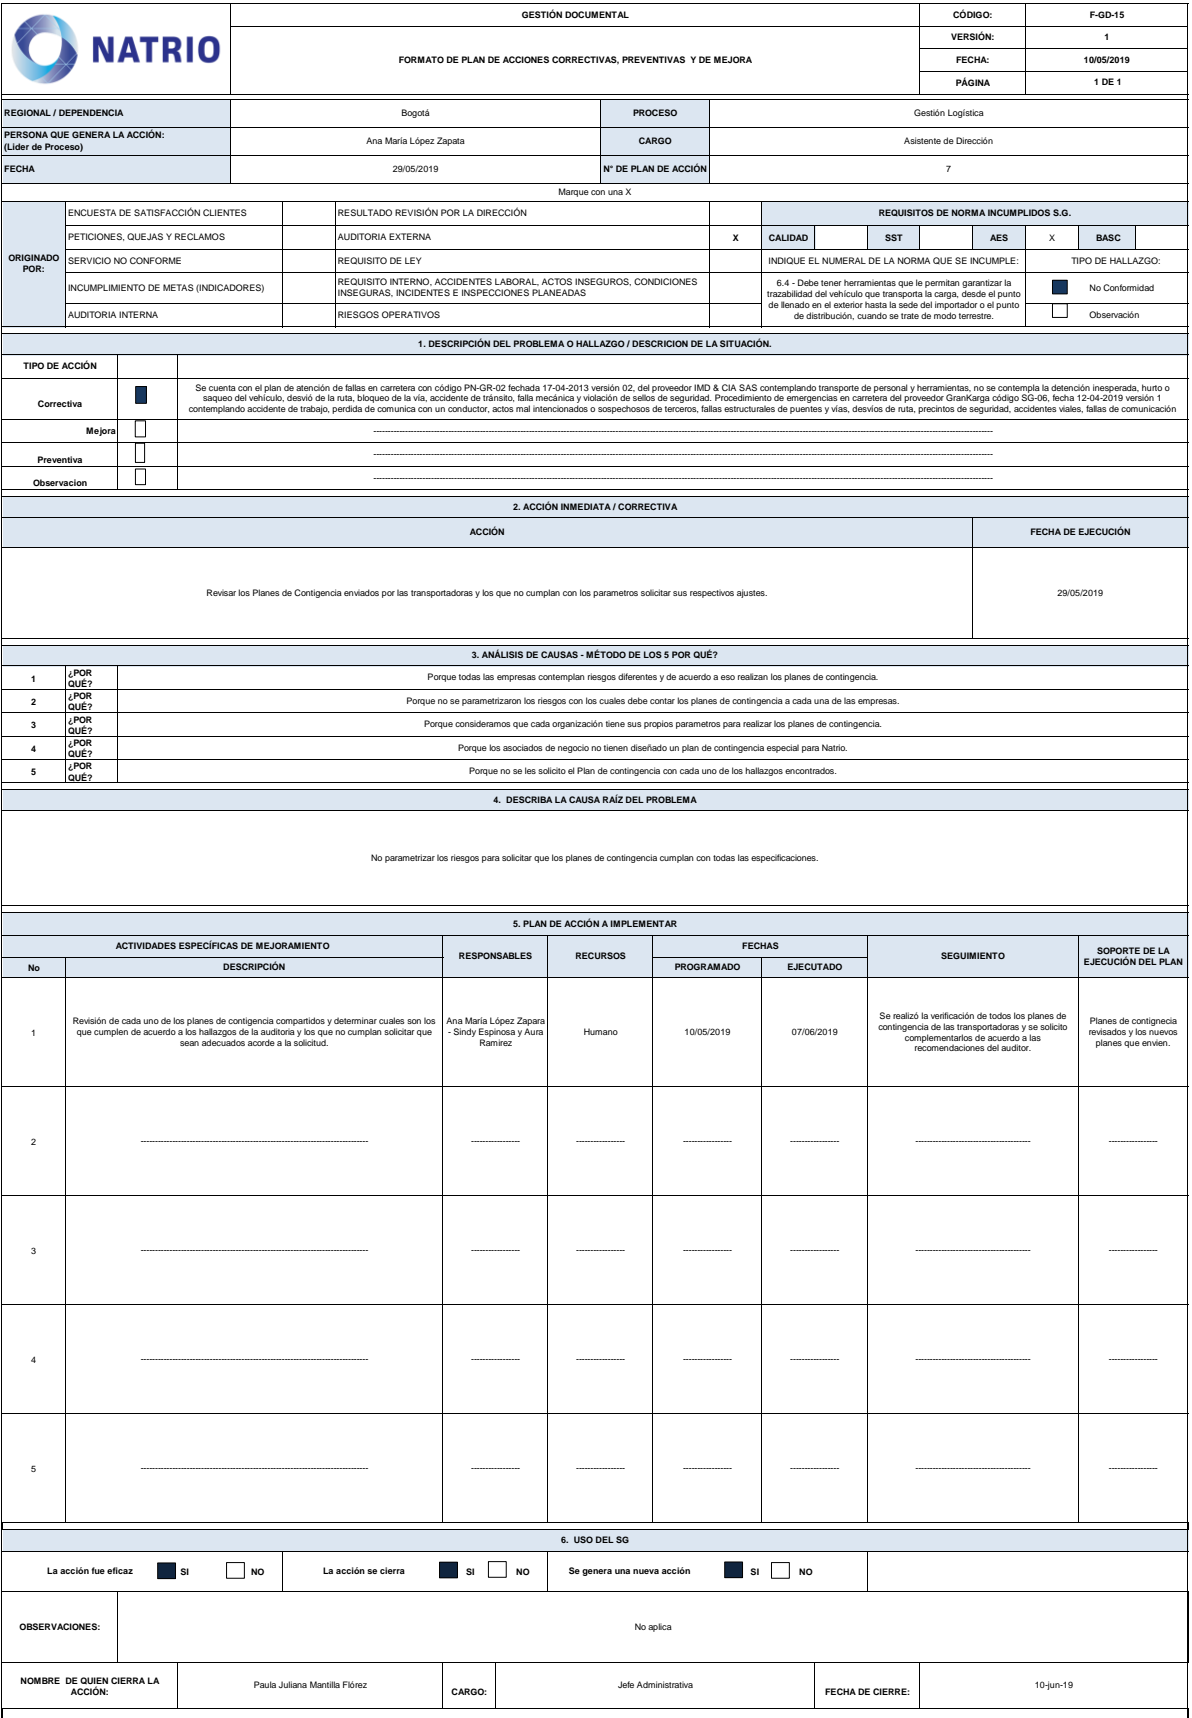 NATRIO
GESTIÓN DOCUMENTAL
FORMATO DE PLAN DE ACCIONES CORRECTIVAS, PREVENTIVAS Y DE MEJORA
CÓDIGO: F-GD-15
VERSIÓN: 1
FECHA: 10/05/2019
PÁGINA 1 DE 1
REGIONAL / DEPENDENCIA Bogotá PROCESO Gestión Logística
PERSONA QUE GENERA LA ACCIÓN:
(Lider de Proceso) Ana María López Zapata CARGO Asistente de Dirección
FECHA 29/05/2019 N° DE PLAN DE ACCIÓN 7
Marque con una X
ORIGINADO
POR:
ENCUESTA DE SATISFACCIÓN CLIENTES RESULTADO REVISIÓN POR LA DIRECCIÓN REQUISITOS DE NORMA INCUMPLIDOS S.G.
PETICIONES, QUEJAS Y RECLAMOS AUDITORIA EXTERNA X CALIDAD SST AES X BASC
SERVICIO NO CONFORME REQUISITO DE LEY INDIQUE EL NUMERAL DE LA NORMA QUE SE INCUMPLE: TIPO DE HALLAZGO:
INCUMPLIMIENTO DE METAS (INDICADORES)
REQUISITO INTERNO, ACCIDENTES LABORAL, ACTOS INSEGUROS, CONDICIONES
INSEGURAS, INCIDENTES E INSPECCIONES PLANEADAS
AUDITORIA INTERNA RIESGOS OPERATIVOS
6.4 - Debe tener herramientas que le permitan garantizar la
trazabilidad del vehículo que transporta la carga, desde el punto
de llenado en el exterior hasta la sede del importador o el punto
de distribución, cuando se trate de modo terrestre.
No Conformidad
Observación
1. DESCRIPCIÓN DEL PROBLEMA O HALLAZGO / DESCRICION DE LA SITUACIÓN.
TIPO DE ACCIÓN
Correctiva
Se cuenta con el plan de atención de fallas en carretera con código PN-GR-02 fechada 17-04-2013 versión 02, del proveedor IMD & CIA SAS contemplando transporte de personal y herramientas, no se contempla la detención inesperada, hurto o
saqueo del vehículo, desvió de la ruta, bloqueo de la vía, accidente de tránsito, falla mecánica y violación de sellos de seguridad. Procedimiento de emergencias en carretera del proveedor GranKarga código SG-06, fecha 12-04-2019 versión 1
contemplando accidente de trabajo, perdida de comunica con un conductor, actos mal intencionados o sospechosos de terceros, fallas estructurales de puentes y vías, desvíos de ruta, precintos de seguridad, accidentes viales, fallas de comunicación
Mejora
Preventiva
Observacion
2. ACCIÓN INMEDIATA / CORRECTIVA
ACCIÓN FECHA DE EJECUCIÓN
Revisar los Planes de Contigencia enviados por las transportadoras y los que no cumplan con los parametros solicitar sus respectivos ajustes. 29/05/2019
3. ANÁLISIS DE CAUSAS - MÉTODO DE LOS 5 POR QUÉ?
1 ¿POR QUÉ? Porque todas las empresas contemplan riesgos diferentes y de acuerdo a eso realizan los planes de contingencia.
2 ¿POR QUÉ? Porque no se parametrizaron los riesgos con los cuales debe contar los planes de contingencia a cada una de las empresas.
3 ¿POR QUÉ? Porque consideramos que cada organización tiene sus propios parametros para realizar los planes de contingencia.
4 ¿POR QUÉ? Porque los asociados de negocio no tienen diseñado un plan de contingencia especial para Natrio.
5 ¿POR QUÉ? Porque no se les solicito el Plan de contingencia con cada uno de los hallazgos encontrados.
4. DESCRIBA LA CAUSA RAÍZ DEL PROBLEMA
No parametrizar los riesgos para solicitar que los planes de contingencia cumplan con todas las especificaciones.
5. PLAN DE ACCIÓN A IMPLEMENTAR
ACTIVIDADES ESPECÍFICAS DE MEJORAMIENTO RESPONSABLES RECURSOS FECHAS SEGUIMIENTO SOPORTE DE LA
EJECUCIÓN DEL PLAN
No DESCRIPCIÓN PROGRAMADO EJECUTADO
1
Revisión de cada uno de los planes de contigencia compartidos y determinar cuales son los
que cumplen de acuerdo a los hallazgos de la auditoria y los que no cumplan solicitar que
sean adecuados acorde a la solicitud.
Ana María López Zapara
- Sindy Espinosa y Aura
Ramirez
Humano
10/05/2019
07/06/2019
Se realizó la verificación de todos los planes de
contingencia de las transportadoras y se solicito
complementarlos de acuerdo a las
recomendaciones del auditor.
Planes de contignecia
revisados y los nuevos
planes que envien.
2
3
4
5
6. USO DEL SG
La acción fue eficaz SI NO La acción se cierra SI NO Se genera una nueva acción SI NO
OBSERVACIONES: No aplica
NOMBRE DE QUIEN CIERRA LA
ACCIÓN: Paula Juliana Mantilla Flórez CARGO: Jefe Administrativa FECHA DE CIERRE: 10-jun-19